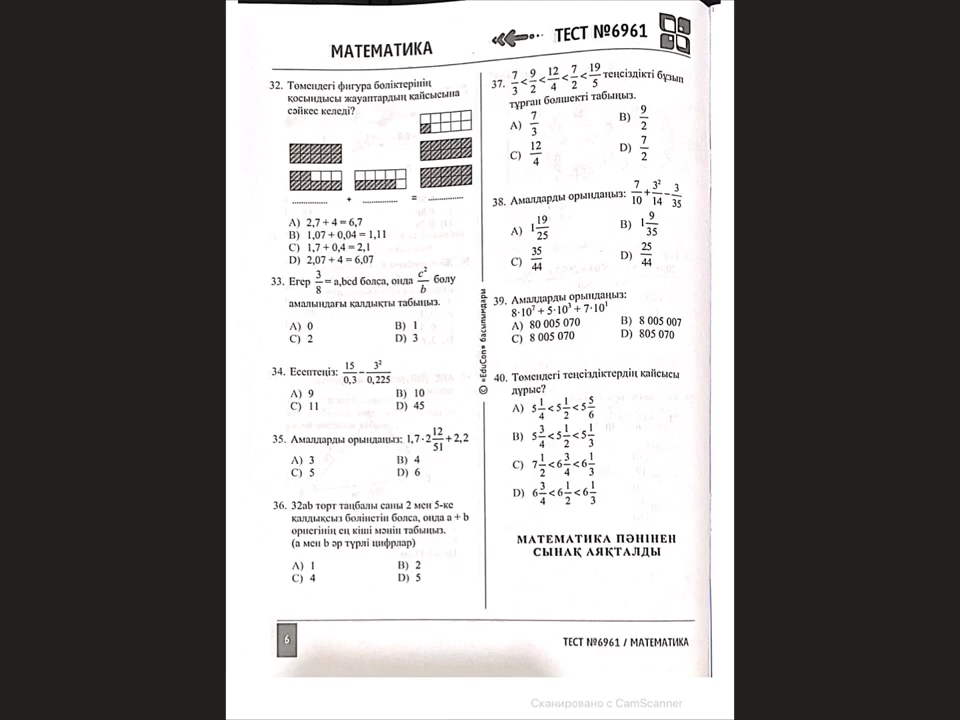 МАТЕМАТИКА
ТЕСТ №6961
32. Төмендегі фигура бөліктерінің
қосындысы жауаптардың қайсысына
сәйкес келеді?
............... + ............... = ...............
A) 2,7 + 4 = 6,7
B) 1,07 + 0,04 = 1,11
C) 1,7 + 0,4 = 2,1
D) 2,07 + 4 = 6,07
33. Егер 3/8 = a,bcd болса, онда c²/b болу
амалындағы қалдықты табыңыз.
A) 0 B) 1
C) 2 D) 3
34. Есептеңіз: 15/0,3 − 3²/0,225
A) 9 B) 10
C) 11 D) 45
35. Амалдарды орындаңыз: 1,7·2 12/51 + 2,2
A) 3 B) 4
C) 5 D) 6
36. 32ab төрт таңбалы саны 2 мен 5-ке
қалдықсыз бөлінетін болса, онда a + b
өрнегінің ең кіші мәнін табыңыз.
(a мен b әр түрлі цифрлар)
A) 1 B) 2
C) 4 D) 5
© «EduCon» басылымдары
37. 7/3 < 9/2 < 12/4 < 7/2 < 19/5 теңсіздікті бұзып
тұрған бөлшекті табыңыз.
A) 7/3 B) 9/2
C) 12/4 D) 7/2
38. Амалдарды орындаңыз: 7/10 + 3²/14 − 3/35
A) 1 19/25 B) 1 9/35
C) 35/44 D) 25/44
39. Амалдарды орындаңыз:
8·10⁷ + 5·10³ + 7·10¹
A) 80 005 070 B) 8 005 007
C) 8 005 070 D) 805 070
40. Төмендегі теңсіздіктердің қайсысы
дұрыс?
A) 5 1/4 < 5 1/2 < 5 5/6
B) 5 3/4 < 5 1/2 < 5 1/3
C) 7 1/2 < 6 3/4 < 6 1/3
D) 6 3/4 < 6 1/2 < 6 1/3
МАТЕМАТИКА ПӘНІНЕН
СЫНАҚ АЯҚТАЛДЫ
6
ТЕСТ №6961 / МАТЕМАТИКА
Сканировано с CamScanner